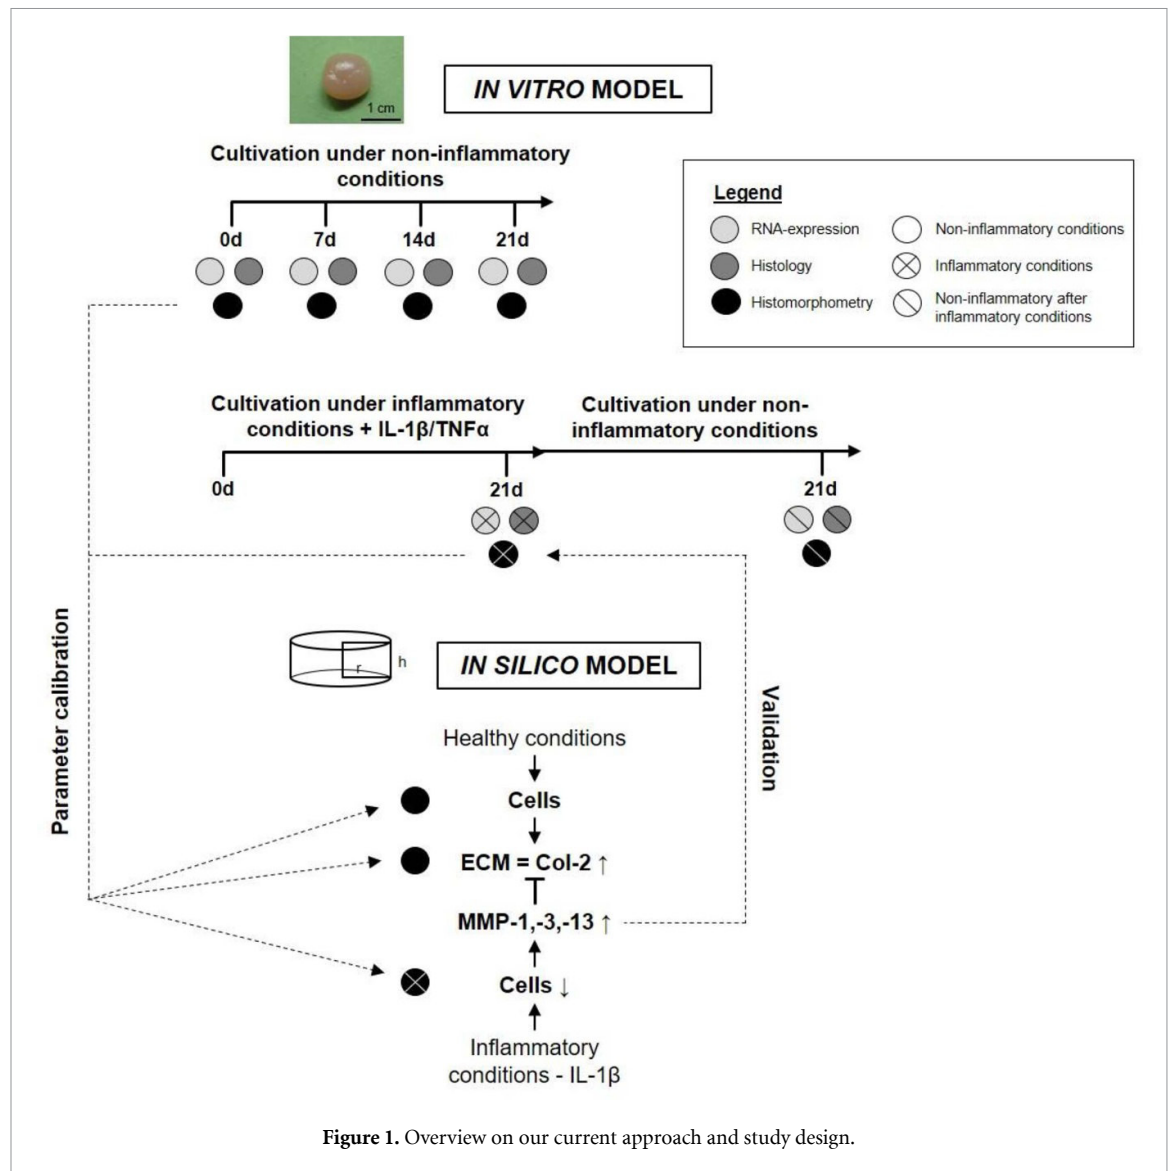 1 cm
IN VITRO MODEL
Cultivation under non-inflammatory
conditions
0d
7d
14d
21d
Legend
RNA-expression
Histology
Histomorphometry
Non-inflammatory conditions
Inflammatory conditions
Non-inflammatory after
inflammatory conditions
Cultivation under inflammatory
conditions + IL-1β/TNFα
0d
21d
Cultivation under non-
inflammatory conditions
21d
Parameter calibration
r
h
IN SILICO MODEL
Validation
Healthy conditions
Cells
ECM = Col-2 ↑
MMP-1,-3,-13 ↑
Cells ↓
Inflammatory
conditions - IL-1β
Figure 1. Overview on our current approach and study design.